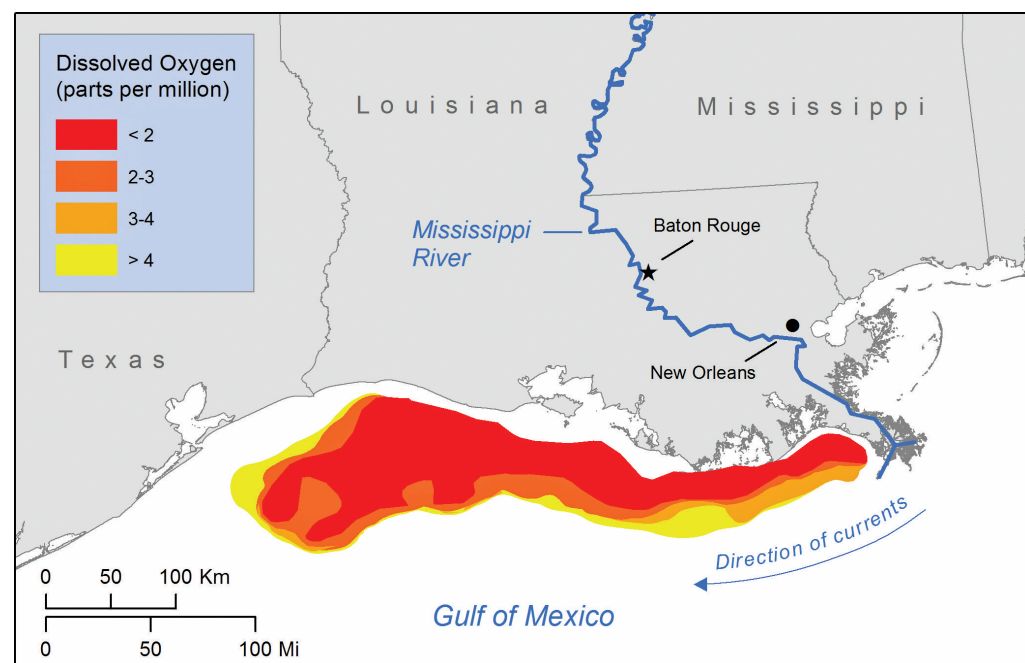 Dissolved Oxygen
(parts per million)
< 2
2-3
3-4
> 4
Louisiana
Mississippi
Mississippi
River
Baton Rouge
New Orleans
Texas
Direction of currents
Gulf of Mexico
0 50 100 Km
0 50 100 Mi